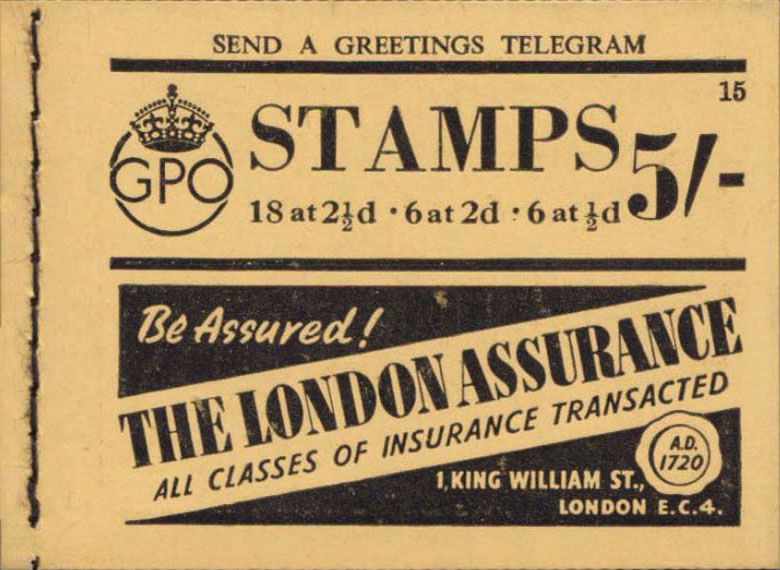 SEND A GREETINGS TELEGRAM
15
GPO
STAMPS 5/-
18 at 2½d · 6 at 2d · 6 at ½d
Be Assured!
THE LONDON ASSURANCE
ALL CLASSES OF INSURANCE TRANSACTED
A.D.
1720
1, KING WILLIAM ST.,
LONDON E.C.4.